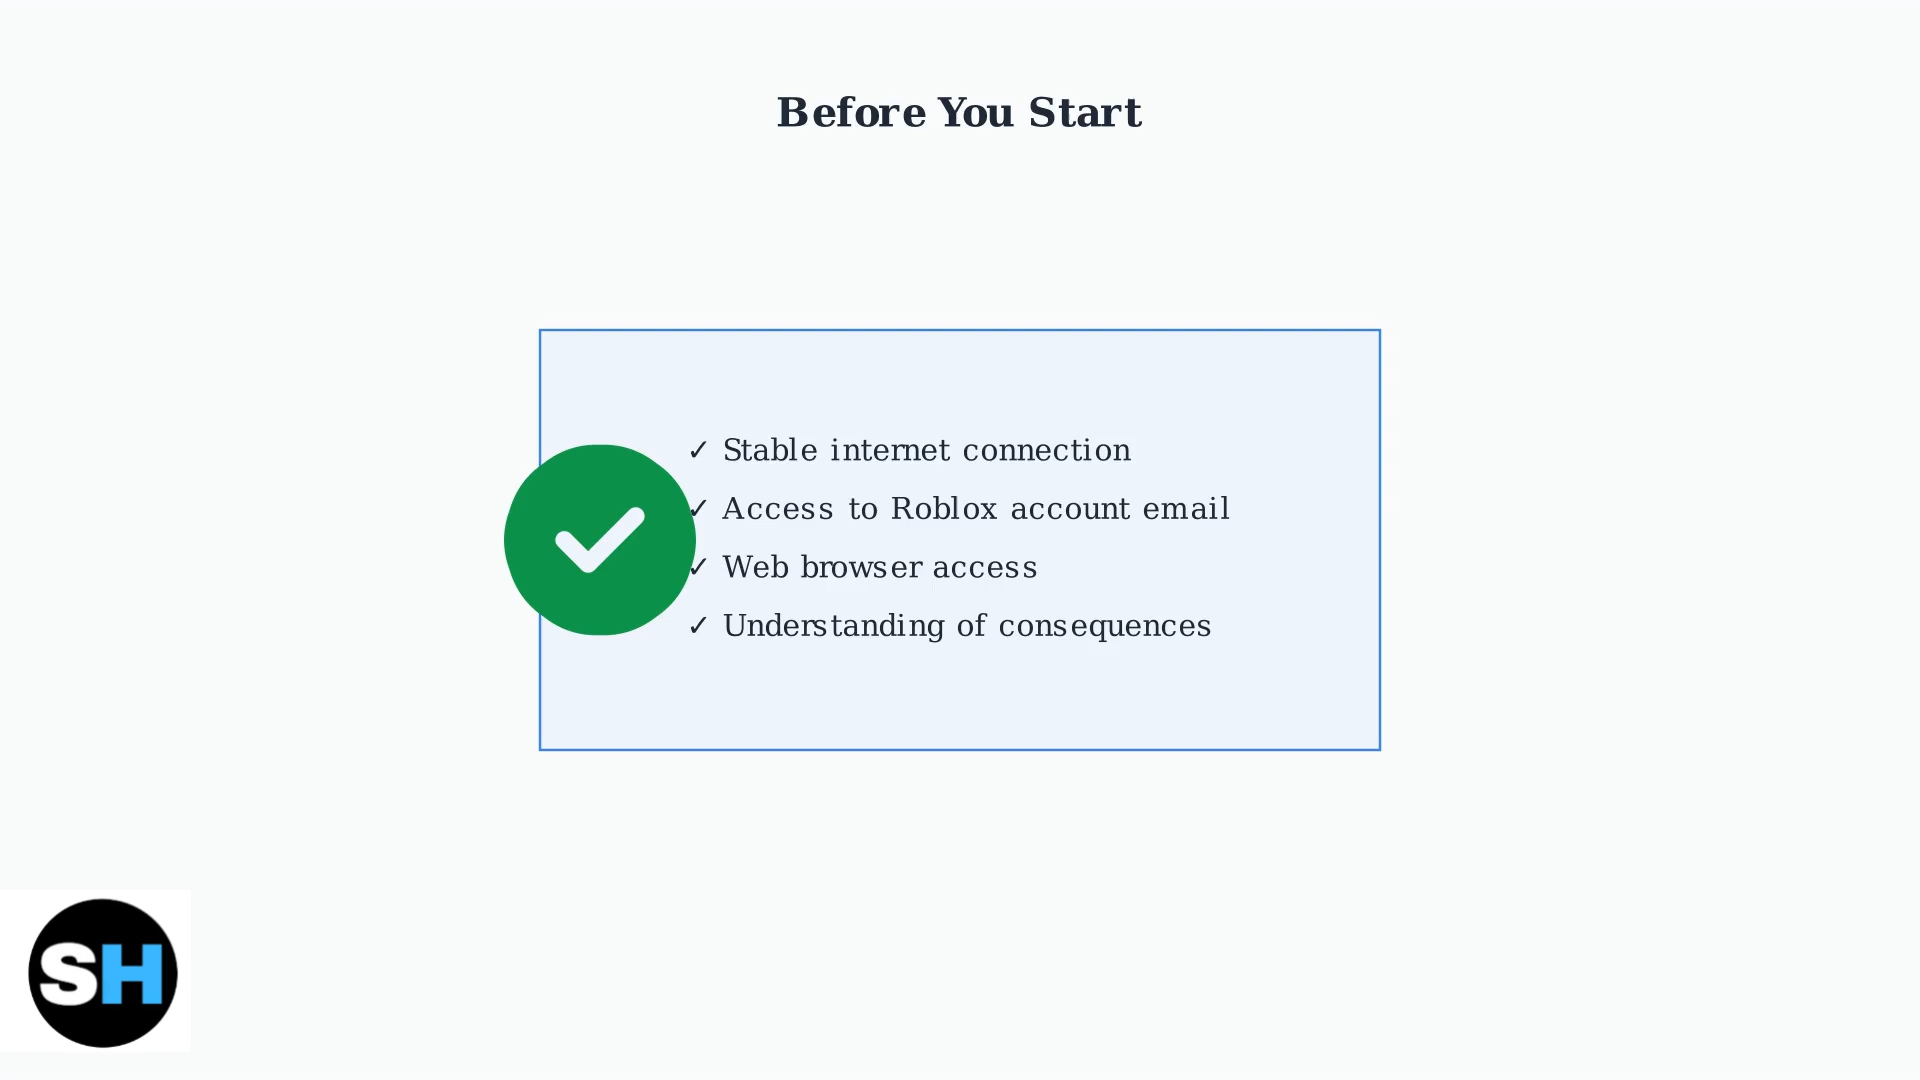 Before You Start
✓ Stable internet connection
✓ Access to Roblox account email
✓ Web browser access
✓ Understanding of consequences
SH